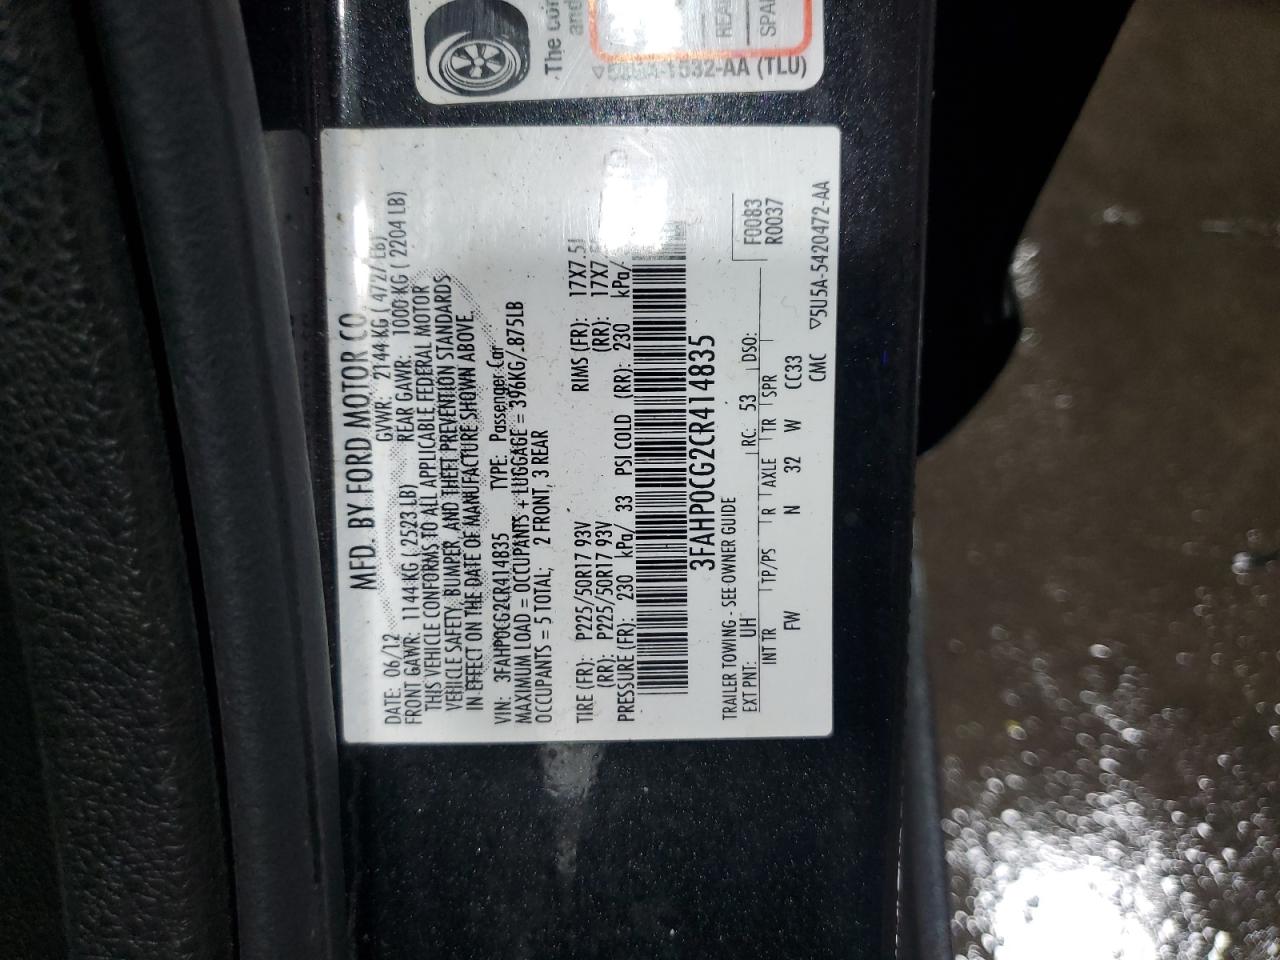 MFD. BY FORD MOTOR CO.
DATE: 06/12 GVWR: 2144 KG ( 4727 LB)
FRONT GAWR: 1144 KG ( 2523 LB) REAR GAWR: 1000 KG ( 2204 LB)
THIS VEHICLE CONFORMS TO ALL APPLICABLE FEDERAL MOTOR
VEHICLE SAFETY, BUMPER, AND THEFT PREVENTION STANDARDS
IN EFFECT ON THE DATE OF MANUFACTURE SHOWN ABOVE.
VIN: 3FAHP0CG2CR414835 TYPE: Passenger Car
MAXIMUM LOAD = OCCUPANTS + LUGGAGE = 396KG/.875LB
OCCUPANTS = 5 TOTAL; 2 FRONT, 3 REAR
TIRE (FR): P225/50R17 93V RIMS (FR): 17X7.5J
(RR): P225/50R17 93V (RR): 17X7
PRESSURE (FR): 230 kPa/ 33 PSI COLD (RR): 230 kPa/
3FAHP0CG2CR414835
TRAILER TOWING - SEE OWNER GUIDE F0083
EXT PNT: UH RC: 53 DSO: R0037
INT TR TP/PS R AXLE TR SPR
FW N 32 W CC33
CMC ▽5U5A-5420472-AA
The
and
REA
SPA
1532-AA (TLU)